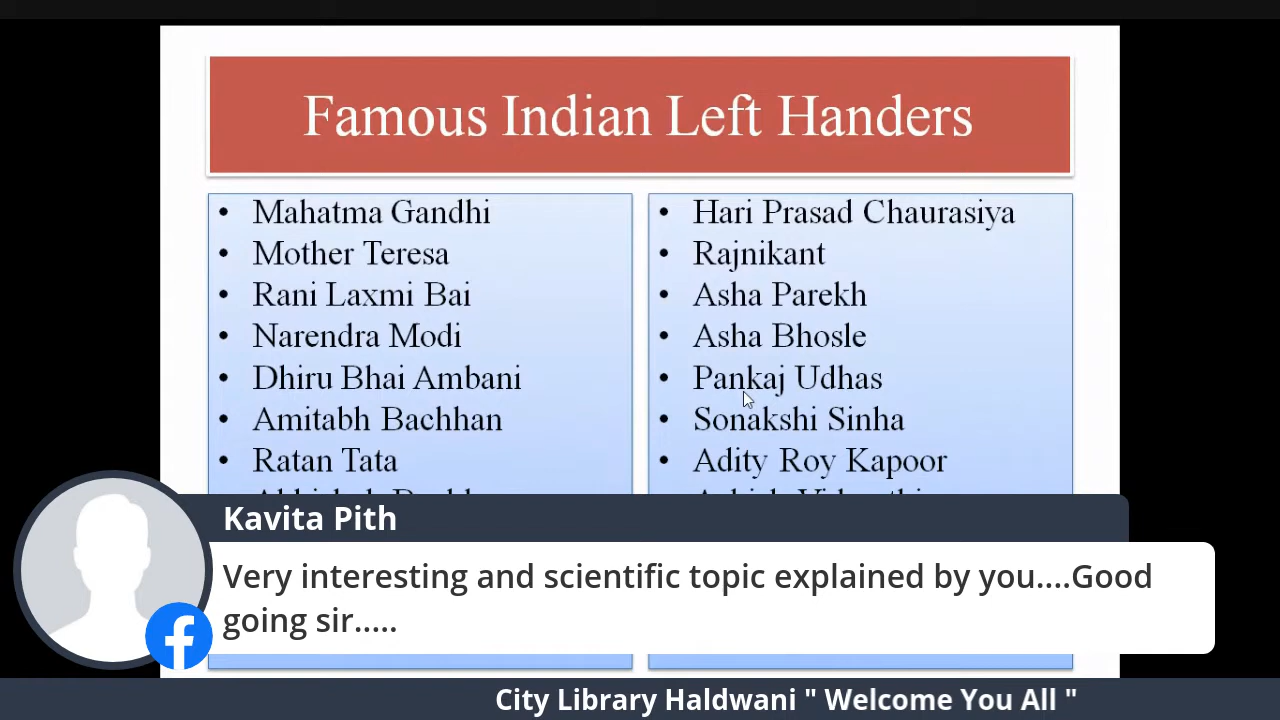 Famous Indian Left Handers
• Mahatma Gandhi
• Mother Teresa
• Rani Laxmi Bai
• Narendra Modi
• Dhiru Bhai Ambani
• Amitabh Bachhan
• Ratan Tata
• Hari Prasad Chaurasiya
• Rajnikant
• Asha Parekh
• Asha Bhosle
• Pankaj Udhas
• Sonakshi Sinha
• Adity Roy Kapoor
Kavita Pith
Very interesting and scientific topic explained by you....Good
going sir.....
City Library Haldwani " Welcome You All "